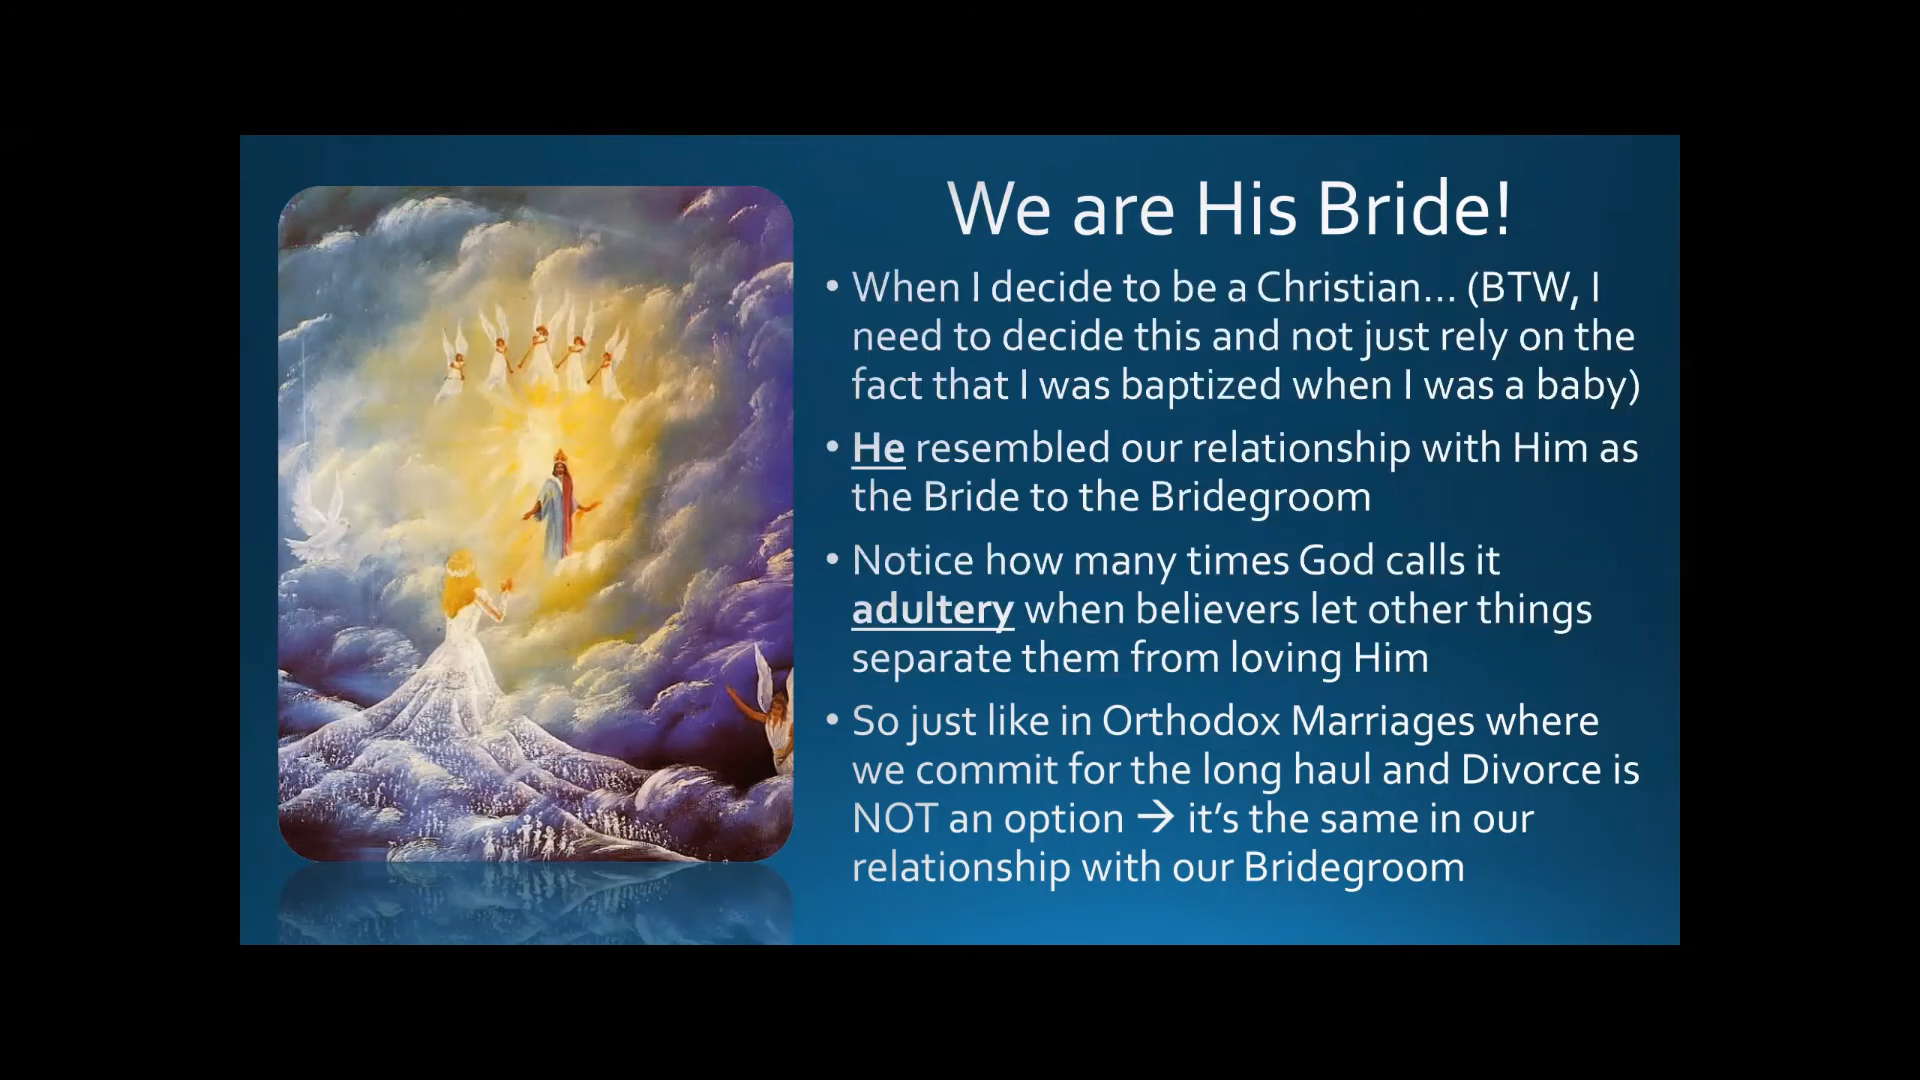 We are His Bride!
• When I decide to be a Christian... (BTW, I
need to decide this and not just rely on the
fact that I was baptized when I was a baby)
• He resembled our relationship with Him as
the Bride to the Bridegroom
• Notice how many times God calls it
adultery when believers let other things
separate them from loving Him
• So just like in Orthodox Marriages where
we commit for the long haul and Divorce is
NOT an option → it's the same in our
relationship with our Bridegroom